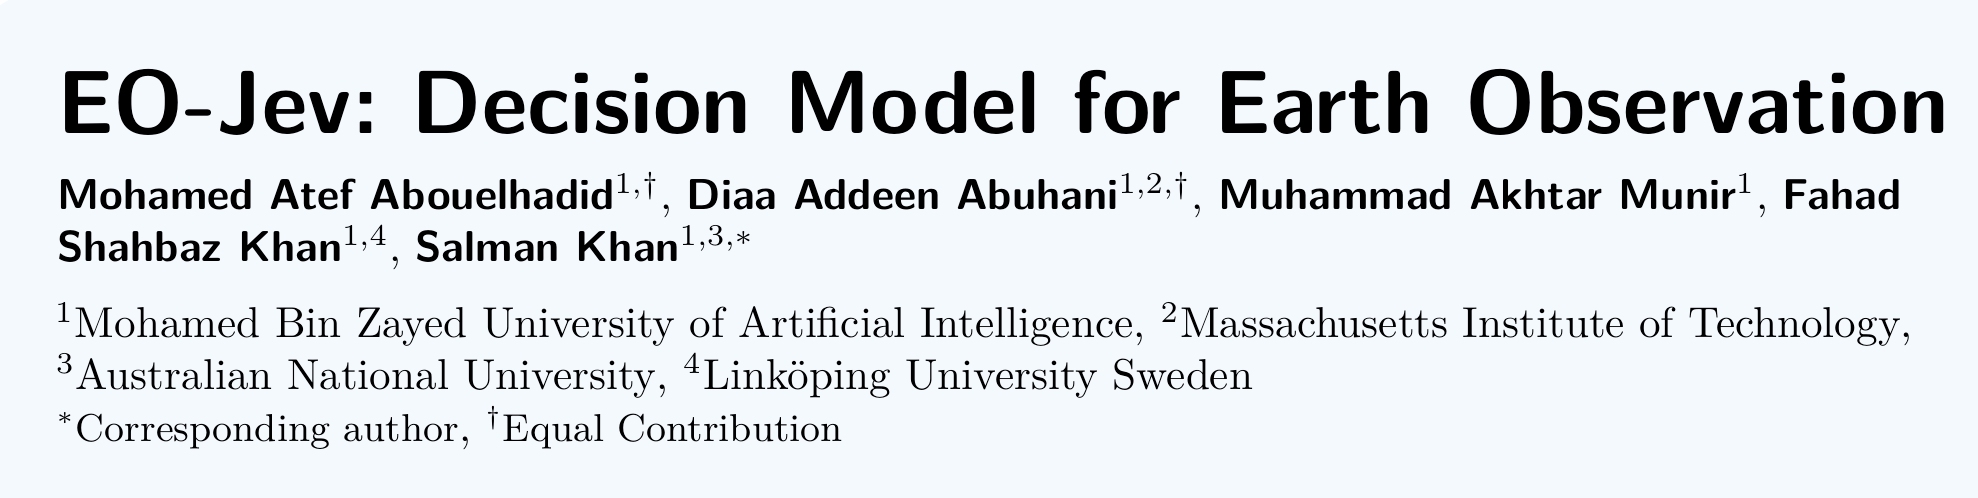 EO-Jev: Decision Model for Earth Observation
Mohamed Atef Abouelhadid¹,†, Diaa Addeen Abuhani¹,²,†, Muhammad Akhtar Munir¹, Fahad
Shahbaz Khan¹,⁴, Salman Khan¹,³,*
¹Mohamed Bin Zayed University of Artificial Intelligence, ²Massachusetts Institute of Technology,
³Australian National University, ⁴Linköping University Sweden
*Corresponding author, †Equal Contribution